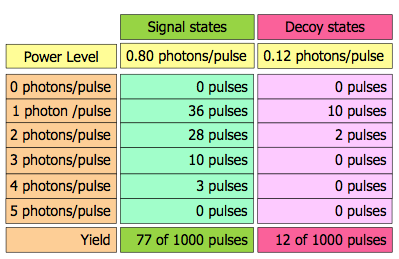 Signal states Decoy states
Power Level 0.80 photons/pulse 0.12 photons/pulse
0 photons/pulse 0 pulses 0 pulses
1 photon /pulse 36 pulses 10 pulses
2 photons/pulse 28 pulses 2 pulses
3 photons/pulse 10 pulses 0 pulses
4 photons/pulse 3 pulses 0 pulses
5 photons/pulse 0 pulses 0 pulses
Yield 77 of 1000 pulses 12 of 1000 pulses